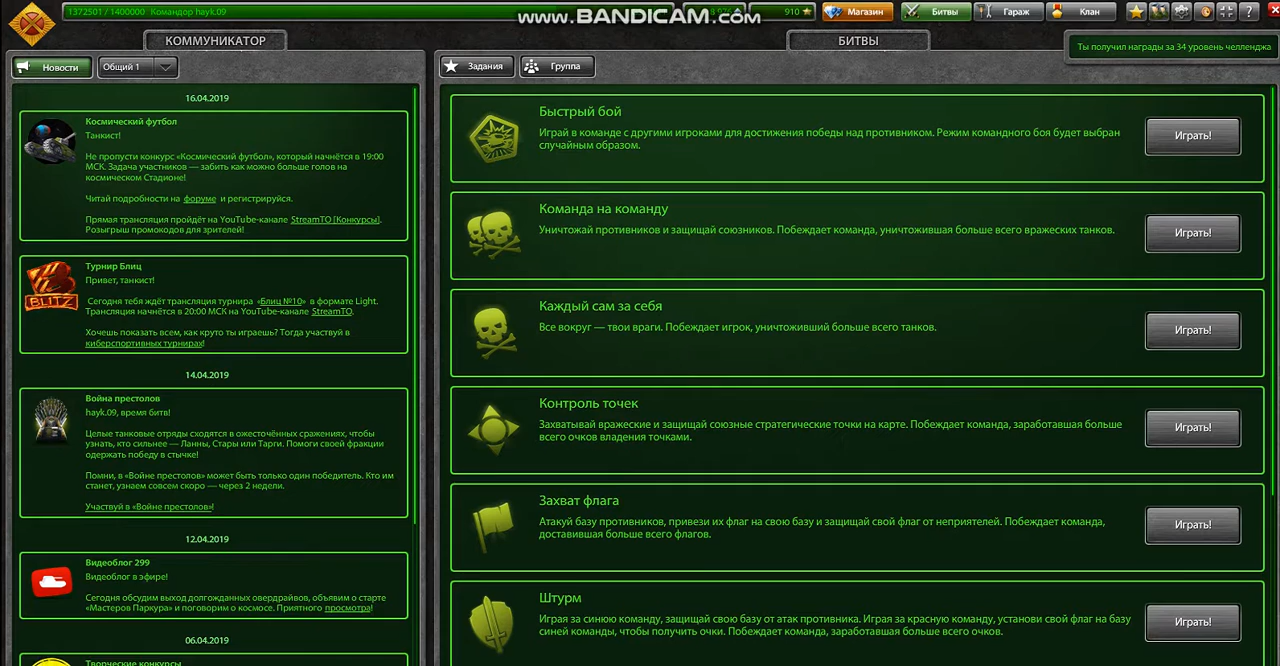 1372501 / 1400000 Командор hayk.09
www.BANDICAM.com
910
Магазин
Битвы
Гараж
Клан
?
КОММУНИКАТОР
БИТВЫ
Ты получил награды за 34 уровень челленджа
Новости
Общий 1
Задания
Группа
16.04.2019
Космический футбол
Танкист!
Не пропусти конкурс «Космический футбол», который начнётся в 19:00
МСК. Задача участников — забить как можно больше голов на
космическом Стадионе!
Читай подробности на форуме и регистрируйся.
Прямая трансляция пройдёт на YouTube-канале StreamTO [Конкурсы].
Розыгрыш промокодов для зрителей!
BLITZ
Турнир Блиц
Привет, танкист!
Сегодня тебя ждёт трансляция турнира «Блиц №10» в формате Light.
Трансляция начнётся в 20:00 МСК на YouTube-канале StreamTO.
Хочешь показать всем, как круто ты играешь? Тогда участвуй в
киберспортивных турнирах!
14.04.2019
Война престолов
hayk.09, время битв!
Целые танковые отряды сходятся в ожесточённых сражениях, чтобы
узнать, кто сильнее — Ланны, Стары или Тарги. Помоги своей фракции
одержать победу в стычке!
Помни, в «Войне престолов» может быть только один победитель. Кто им
станет, узнаем совсем скоро — через 2 недели.
Участвуй в «Войне престолов»!
12.04.2019
Видеоблог 299
Видеоблог в эфире!
Сегодня обсудим выход долгожданных овердрайвов, объявим о старте
«Мастеров Паркура» и поговорим о космосе. Приятного просмотра!
06.04.2019
Творческие конкурсы
Быстрый бой
Играй в команде с другими игроками для достижения победы над противником. Режим командного боя будет выбран
случайным образом.
Играть!
Команда на команду
Уничтожай противников и защищай союзников. Побеждает команда, уничтожившая больше всего вражеских танков.
Играть!
Каждый сам за себя
Все вокруг — твои враги. Побеждает игрок, уничтоживший больше всего танков.
Играть!
Контроль точек
Захватывай вражеские и защищай союзные стратегические точки на карте. Побеждает команда, заработавшая больше
всего очков владения точками.
Играть!
Захват флага
Атакуй базу противников, привези их флаг на свою базу и защищай свой флаг от неприятелей. Побеждает команда,
доставившая больше всего флагов.
Играть!
Штурм
Играя за синюю команду, защищай свою базу от атак противника. Играя за красную команду, установи свой флаг на базу
синей команды, чтобы получить очки. Побеждает команда, заработавшая больше всего очков.
Играть!